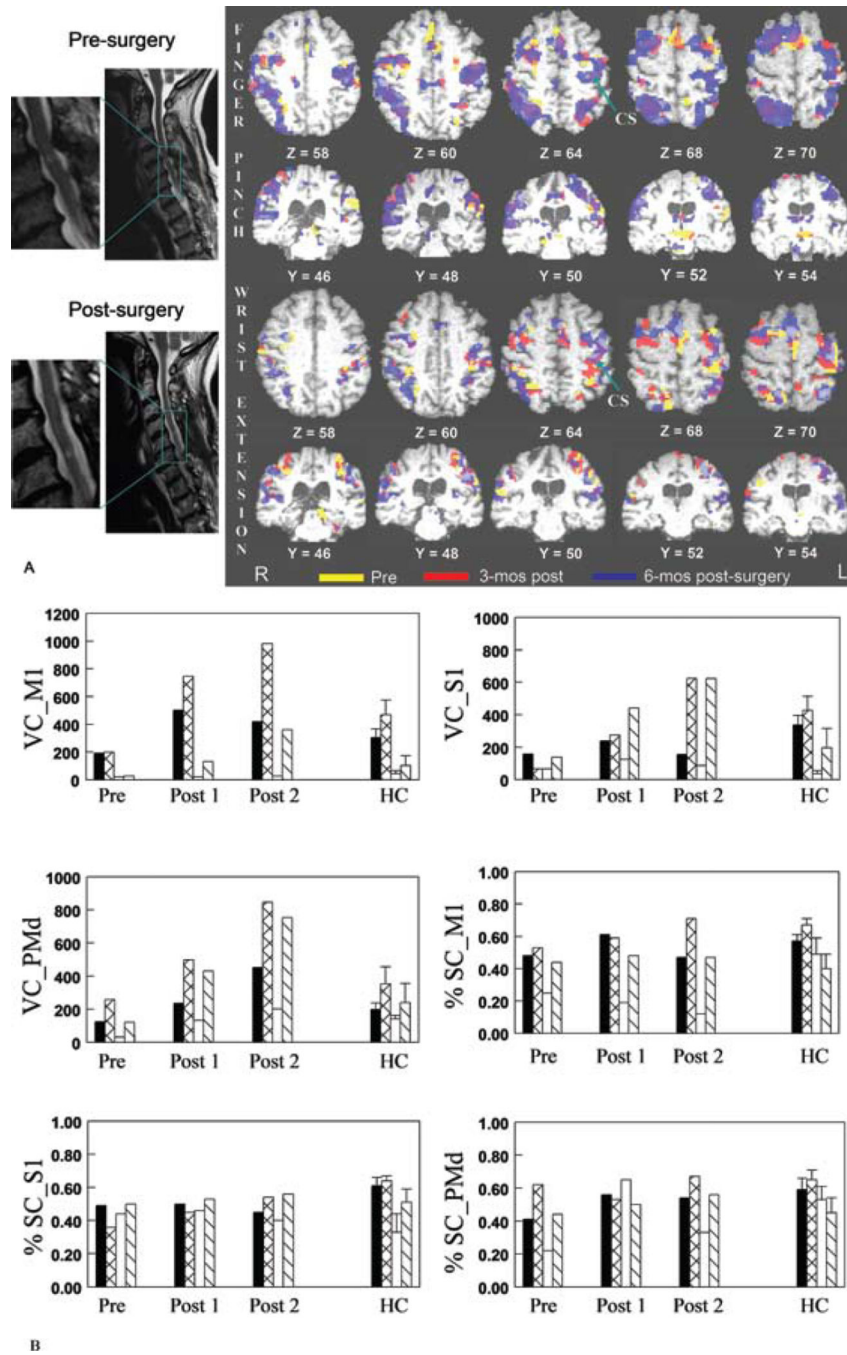 Pre-surgery
Post-surgery
A
FINGER PINCH
Z = 58 Z = 60 Z = 64 Z = 68 Z = 70
CS
Y = 46 Y = 48 Y = 50 Y = 52 Y = 54
WRIST EXTENSION
CS
Z = 58 Z = 60 Z = 64 Z = 68 Z = 70
Y = 46 Y = 48 Y = 50 Y = 52 Y = 54
R Pre 3-mos post 6-mos post-surgery L
VC_M1
1200
1000
800
600
400
200
0
Pre Post 1 Post 2 HC
VC_S1
1000
800
600
400
200
0
Pre Post 1 Post 2 HC
VC_PMd
1000
800
600
400
200
0
Pre Post 1 Post 2 HC
% SC_M1
1.00
0.80
0.60
0.40
0.20
0.00
Pre Post 1 Post 2 HC
% SC_S1
1.00
0.80
0.60
0.40
0.20
0.00
Pre Post 1 Post 2 HC
% SC_PMd
1.00
0.80
0.60
0.40
0.20
0.00
Pre Post 1 Post 2 HC
B